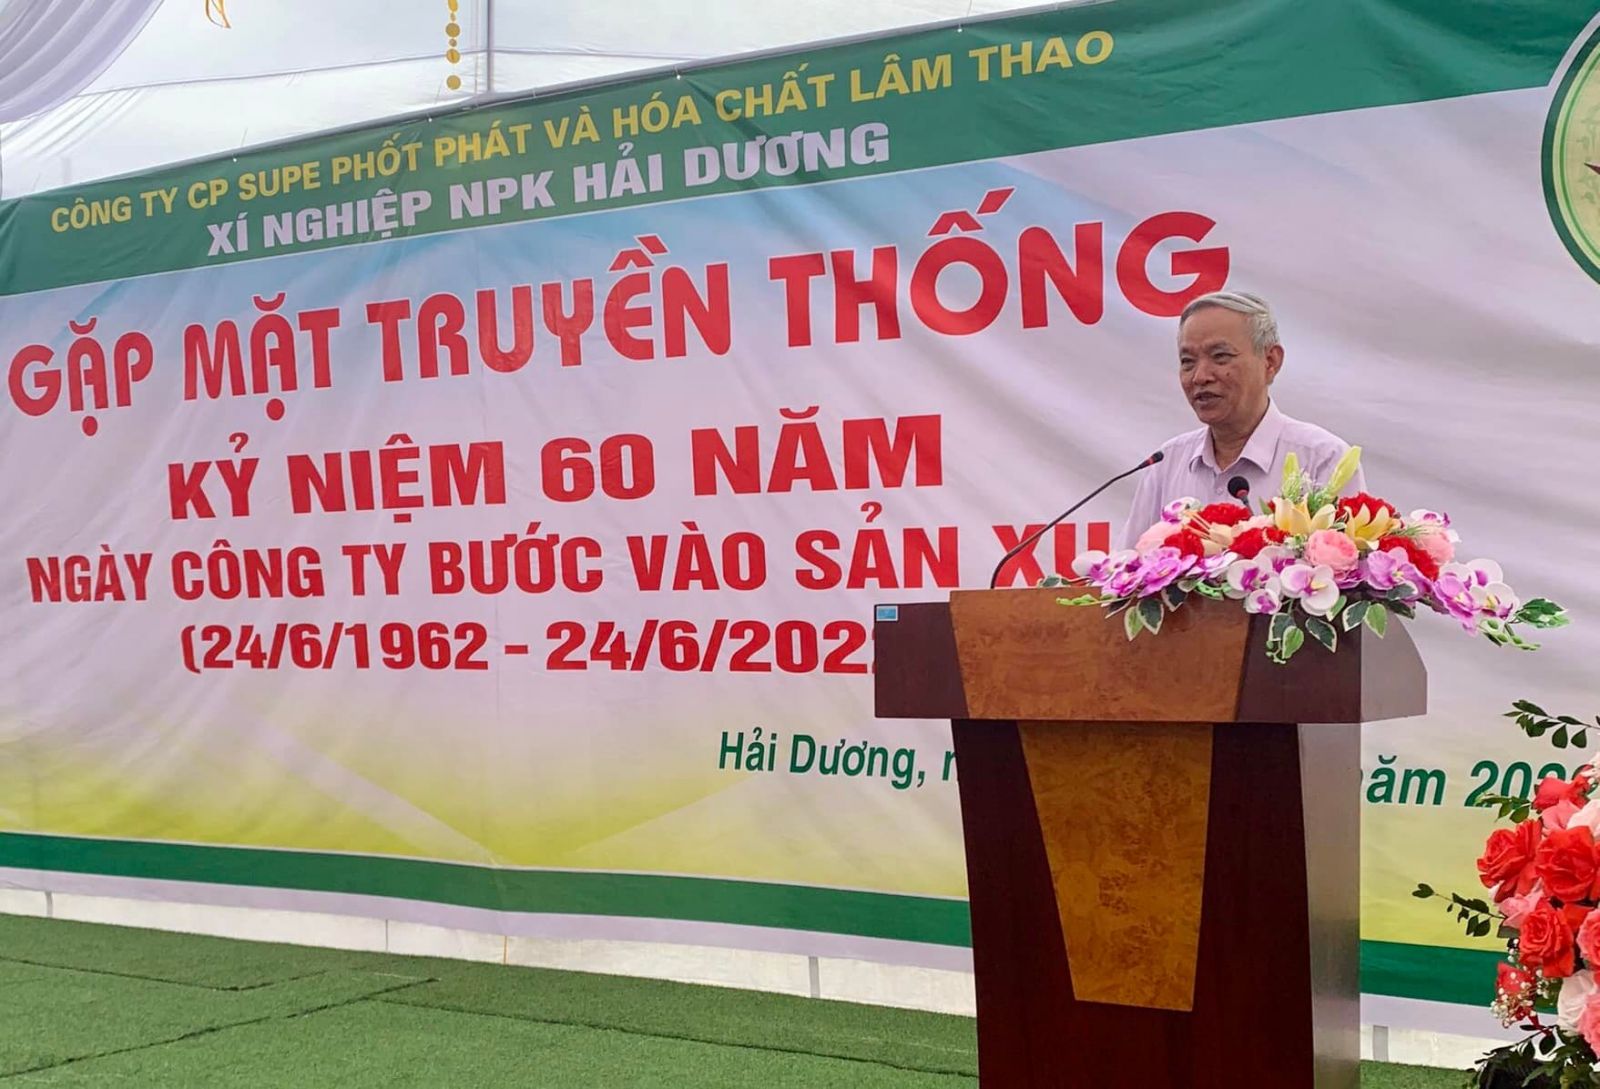 CÔNG TY CP SUPE PHỐT PHÁT VÀ HÓA CHẤT LÂM THAO
XÍ NGHIỆP NPK HẢI DƯƠNG
GẶP MẶT TRUYỀN THỐNG
KỶ NIỆM 60 NĂM
NGÀY CÔNG TY BƯỚC VÀO SẢN XU
(24/6/1962 - 24/6/202
Hải Dương, năm